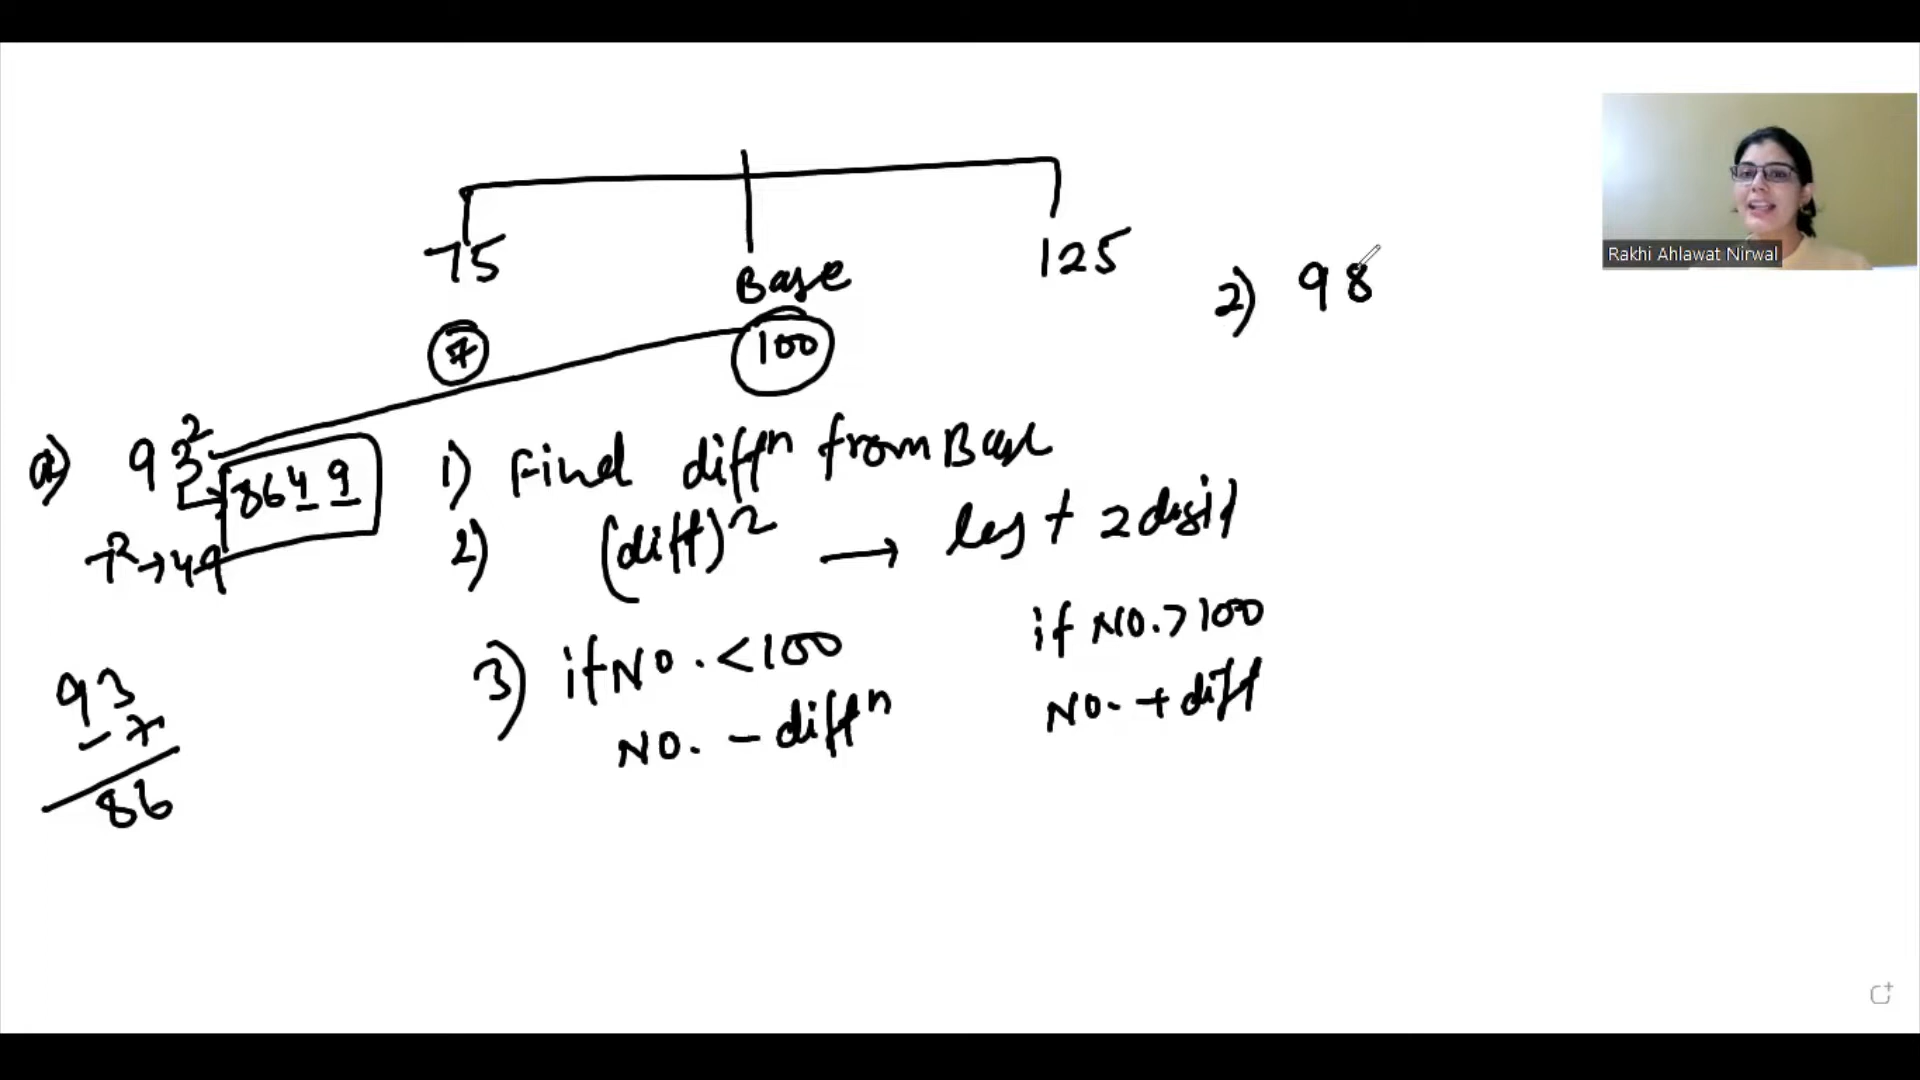 75 Base 125
100
7
2) 98
Rakhi Ahlawat Nirwal
a) 93²
8649
7² → 49
93
- 7
86
1) Find diffⁿ from Base
2) (diff)² → last 2 digit
3) if NO. < 100
NO. - diffⁿ
if NO. > 100
NO. + diff